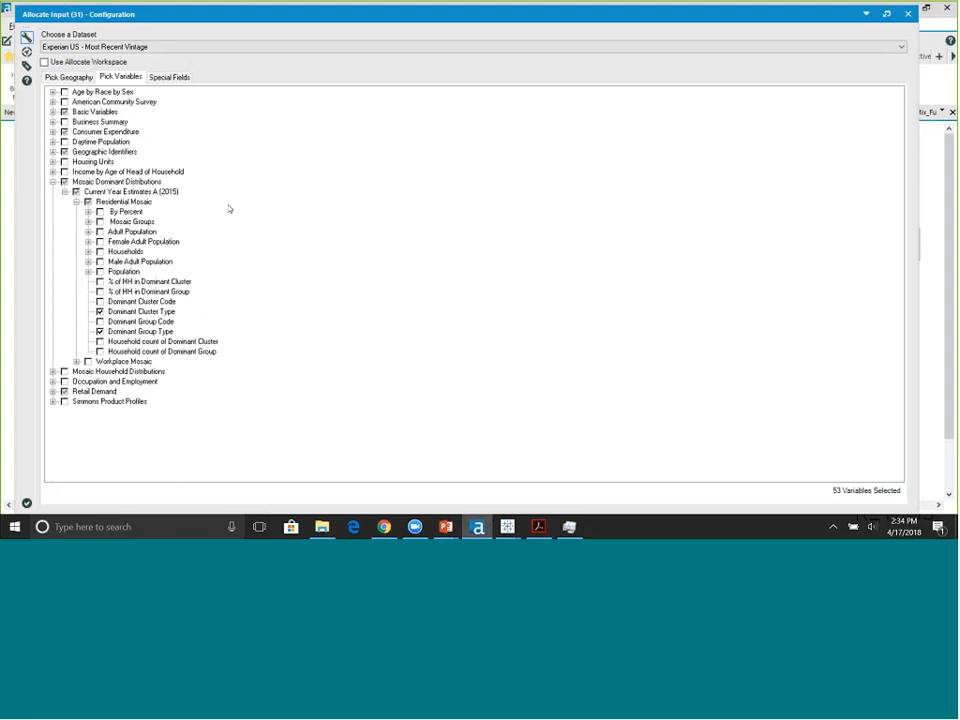 Allocate Input (31) - Configuration
Choose a Dataset
Experian US - Most Recent Vintage
Use Allocate Workspace
Pick Geography Pick Variables Special Fields
Age by Race by Sex
American Community Survey
Basic Variables
Business Summary
Consumer Expenditure
Daytime Population
Geographic Identifiers
Housing Units
Income by Age of Head of Household
Mosaic Dominant Distributions
Current Year Estimates A (2015)
Residential Mosaic
By Percent
Mosaic Groups
Adult Population
Female Adult Population
Households
Male Adult Population
Population
% of HH in Dominant Cluster
% of HH in Dominant Group
Dominant Cluster Code
Dominant Cluster Type
Dominant Group Code
Dominant Group Type
Household count of Dominant Cluster
Household count of Dominant Group
Workplace Mosaic
Mosaic Household Distributions
Occupation and Employment
Retail Demand
Simmons Product Profiles
53 Variables Selected
Type here to search
2:34 PM
4/17/2018